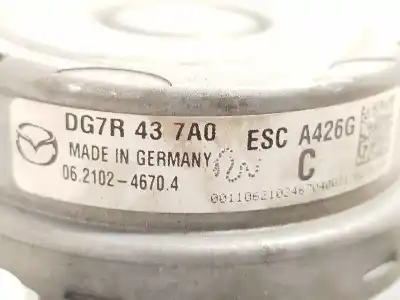 DG7R 43 7A0 ESC A426G
MADE IN GERMANY C
06.2102-4670.4